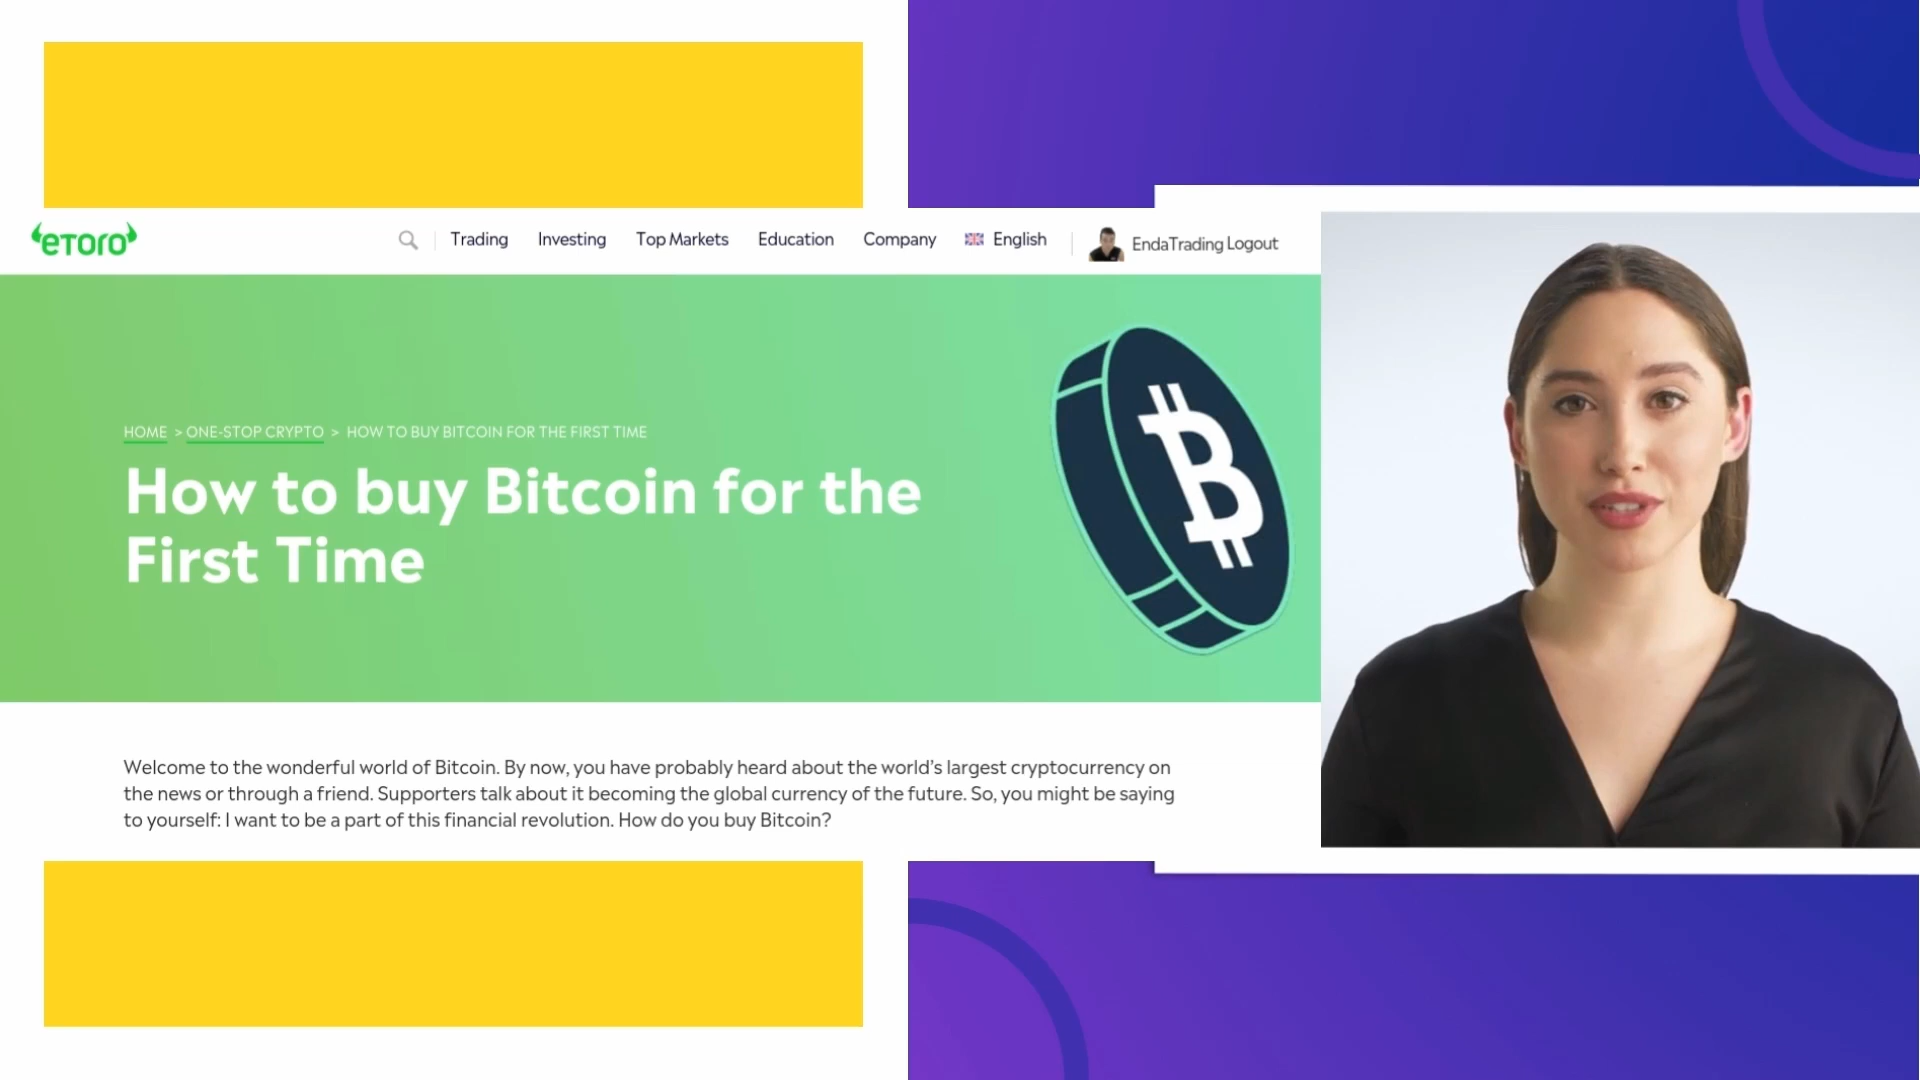 eToro
Trading Investing Top Markets Education Company English EndaTrading Logout
HOME > ONE-STOP CRYPTO > HOW TO BUY BITCOIN FOR THE FIRST TIME
How to buy Bitcoin for the
First Time
Welcome to the wonderful world of Bitcoin. By now, you have probably heard about the world’s largest cryptocurrency on
the news or through a friend. Supporters talk about it becoming the global currency of the future. So, you might be saying
to yourself: I want to be a part of this financial revolution. How do you buy Bitcoin?